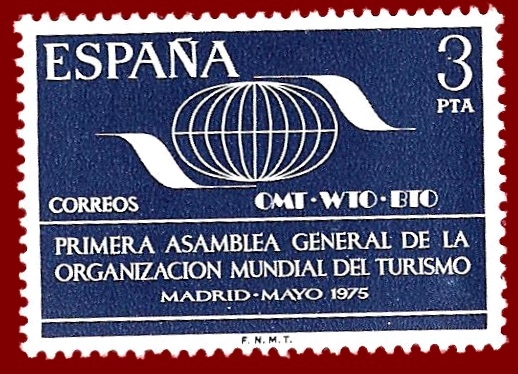 ESPAÑA 3
PTA
CORREOS OMT·WTO·BTO
PRIMERA ASAMBLEA GENERAL DE LA
ORGANIZACION MUNDIAL DEL TURISMO
MADRID·MAYO 1975
F.N.M.T.